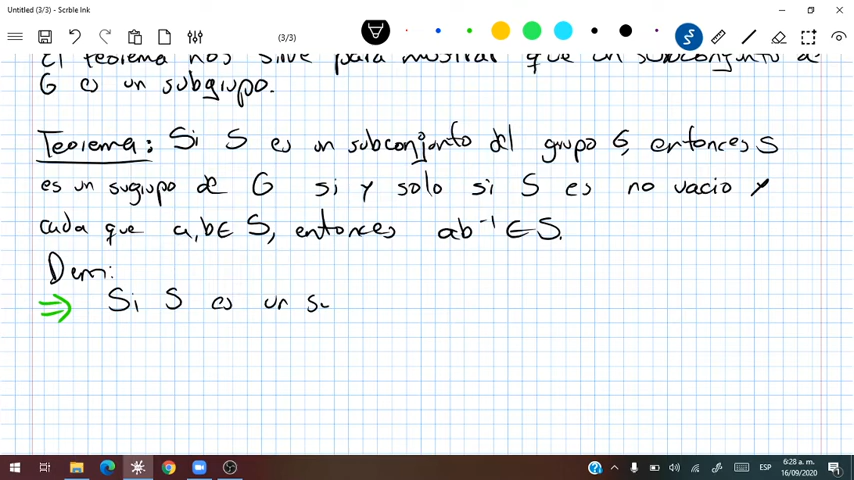 Untitled (3/3) - Scrble Ink
(3/3)
El teorema nos sirve para mostrar que un subconjunto de
G es un subgrupo.
Teorema: Si S es un subconjunto del grupo G, entonces S
es un sugrupo de G si y solo si S es no vacio y
cada que a,b∈ S, entonces ab⁻¹ ∈ S.
Dem:
⇒ Si S es un su
ESP
6:28 a. m.
16/09/2020